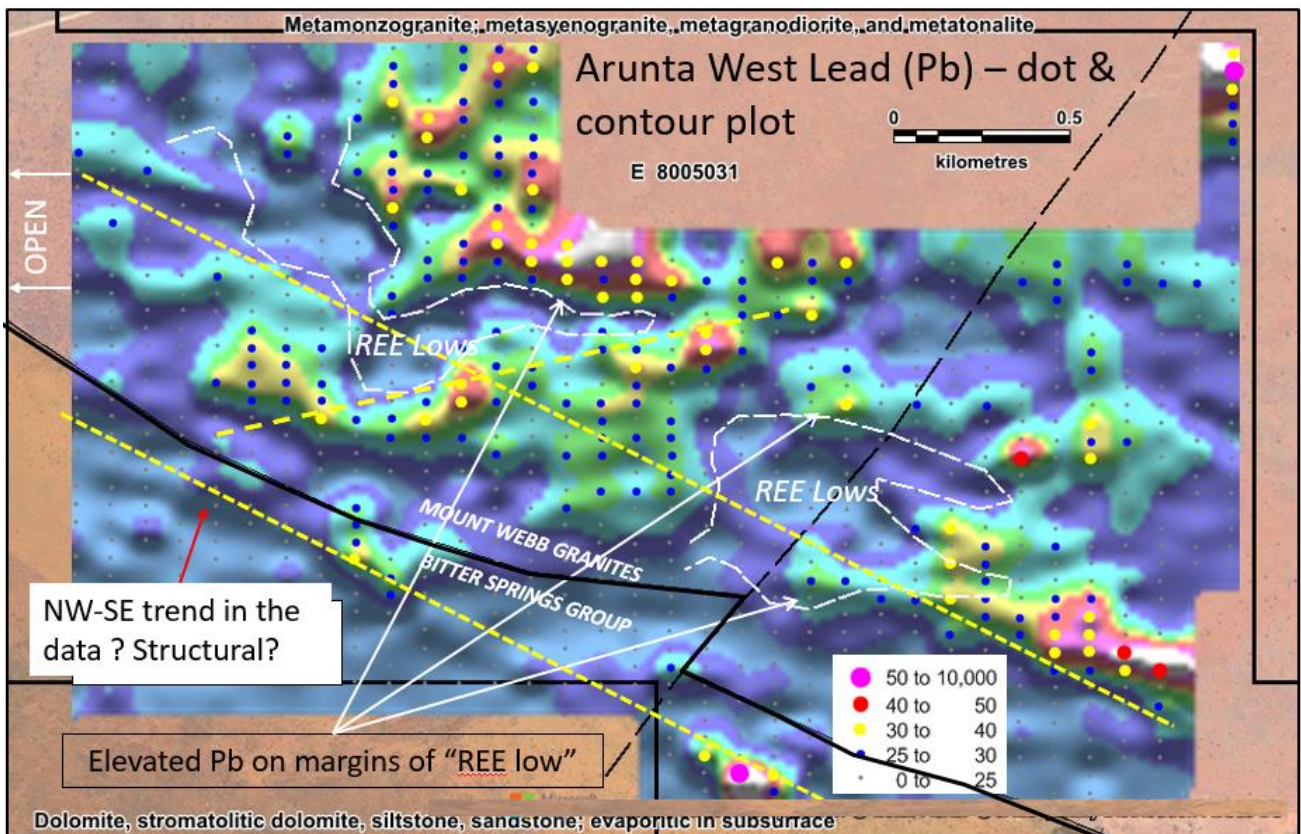 Metamonzogranite; metasyenogranite, metagranodiorite, and metatonalite
Arunta West Lead (Pb) – dot &
contour plot
0 0.5
kilometres
E 8005031
OPEN
REE Lows
REE Lows
MOUNT WEBB GRANITES
BITTER SPRINGS GROUP
NW-SE trend in the
data ? Structural?
50 to 10,000
40 to 50
30 to 40
25 to 30
0 to 25
Elevated Pb on margins of “REE low”
Dolomite, stromatolitic dolomite, siltstone, sandstone; evaporitic in subsurface